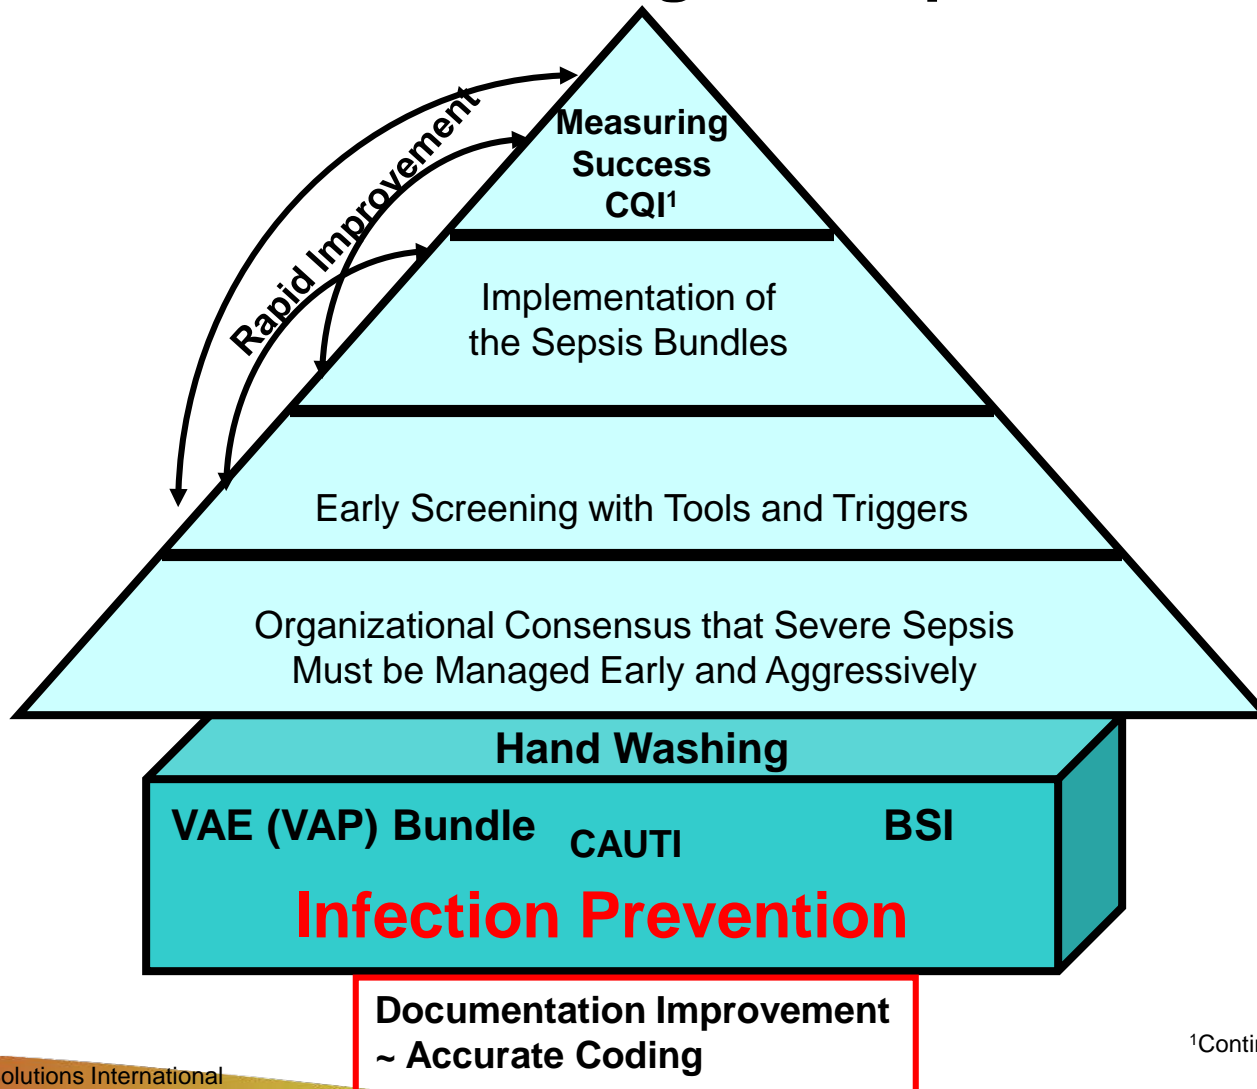 Measuring
Success
CQI¹
Rapid Improvement
Implementation of
the Sepsis Bundles
Early Screening with Tools and Triggers
Organizational Consensus that Severe Sepsis
Must be Managed Early and Aggressively
Hand Washing
VAE (VAP) Bundle CAUTI BSI
Infection Prevention
Documentation Improvement
~ Accurate Coding
¹Contin
olutions International